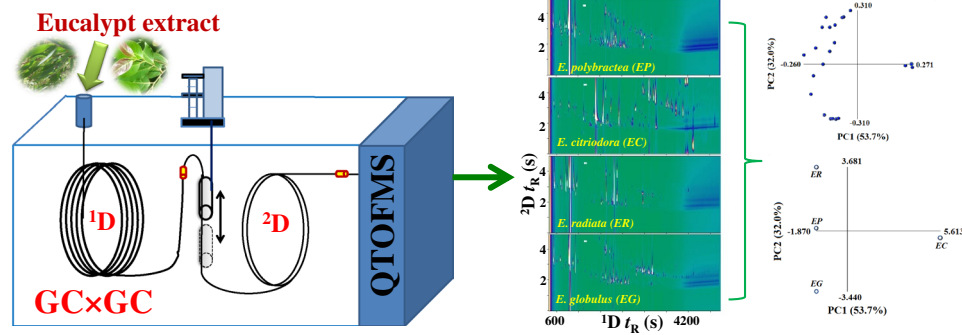 Eucalypt extract
¹D
²D
GC×GC
QTOFMS
²D tR (s)
4
2
E. polybractea (EP)
4
2
E. citriodora (EC)
4
2
E. radiata (ER)
4
2
E. globulus (EG)
600
¹D tR (s)
4200
0.310
PC2 (32.0%)
-0.260
0.271
-0.310
PC1 (53.7%)
3.681
ER
PC2 (32.0%)
EP
-1.870
5.613
EC
EG
-3.440
PC1 (53.7%)